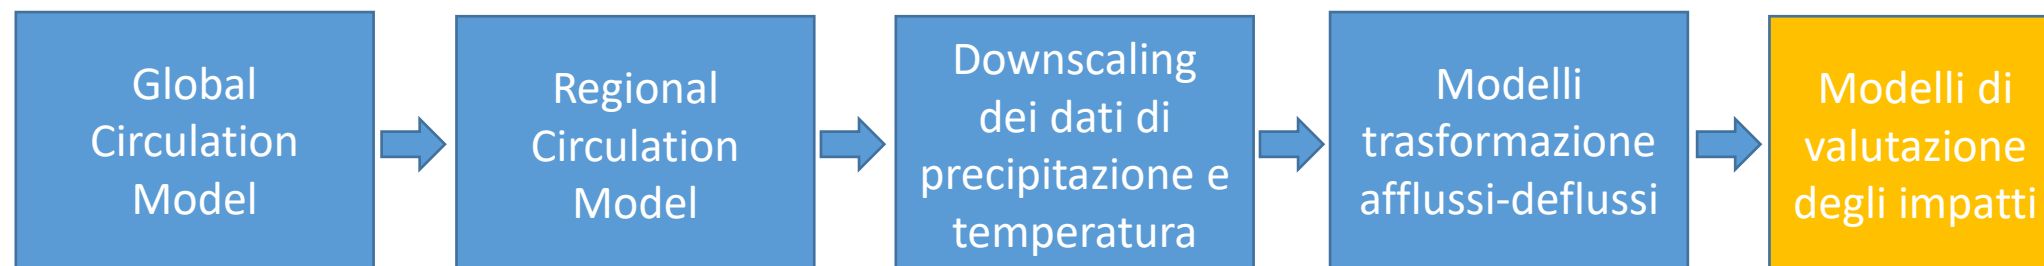 Global
Circulation
Model
Regional
Circulation
Model
Downscaling
dei dati di
precipitazione e
temperatura
Modelli
trasformazione
afflussi-deflussi
Modelli di
valutazione
degli impatti